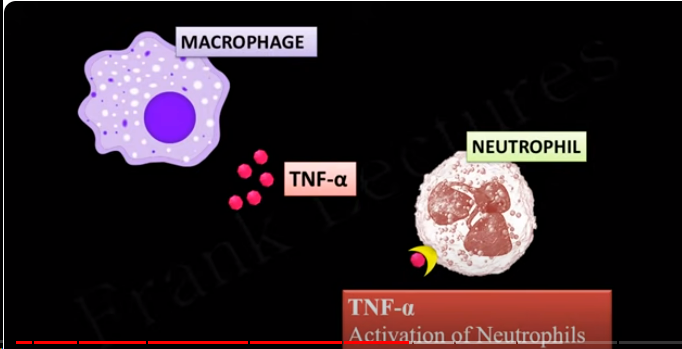 MACROPHAGE
NEUTROPHIL
TNF-α
TNF-α
Activation of Neutrophils
Frank Lectures